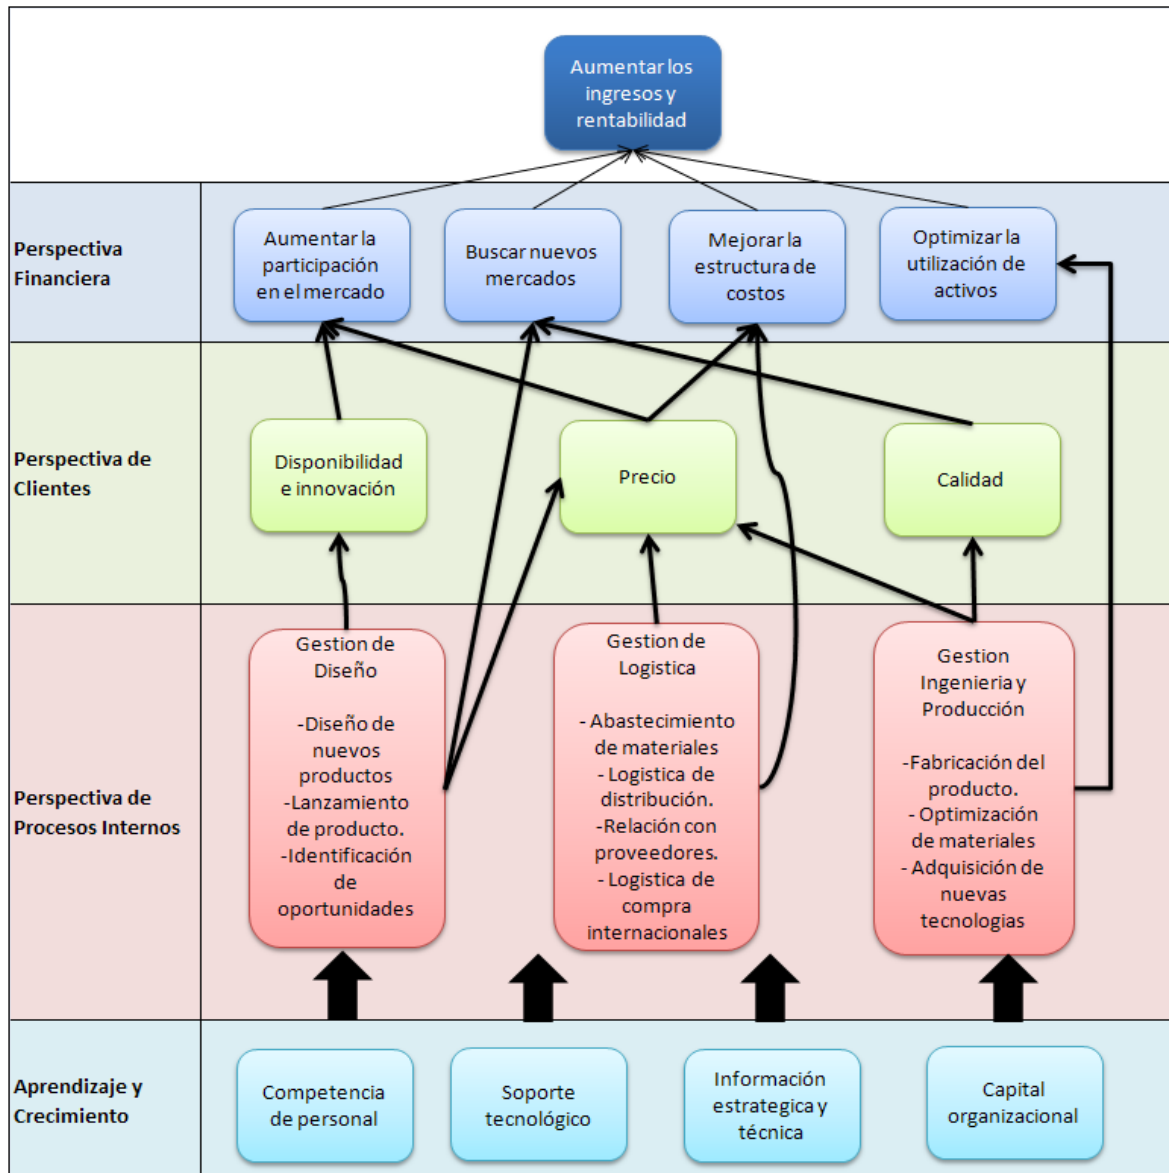 Aumentar los
ingresos y
rentabilidad
Perspectiva
Financiera
Aumentar la
participación
en el mercado
Buscar nuevos
mercados
Mejorar la
estructura de
costos
Optimizar la
utilización de
activos
Perspectiva de
Clientes
Disponibilidad
e innovación
Precio
Calidad
Perspectiva de
Procesos Internos
Gestion de
Diseño
-Diseño de
nuevos
productos
-Lanzamiento
de producto.
-Identificación
de
oportunidades
Gestion de
Logistica
- Abastecimiento
de materiales
- Logistica de
distribución.
-Relación con
proveedores.
- Logistica de
compra
internacionales
Gestion
Ingenieria y
Producción
-Fabricación del
producto.
- Optimización
de materiales
- Adquisición de
nuevas
tecnologias
Aprendizaje y
Crecimiento
Competencia
de personal
Soporte
tecnológico
Información
estrategica y
técnica
Capital
organizacional